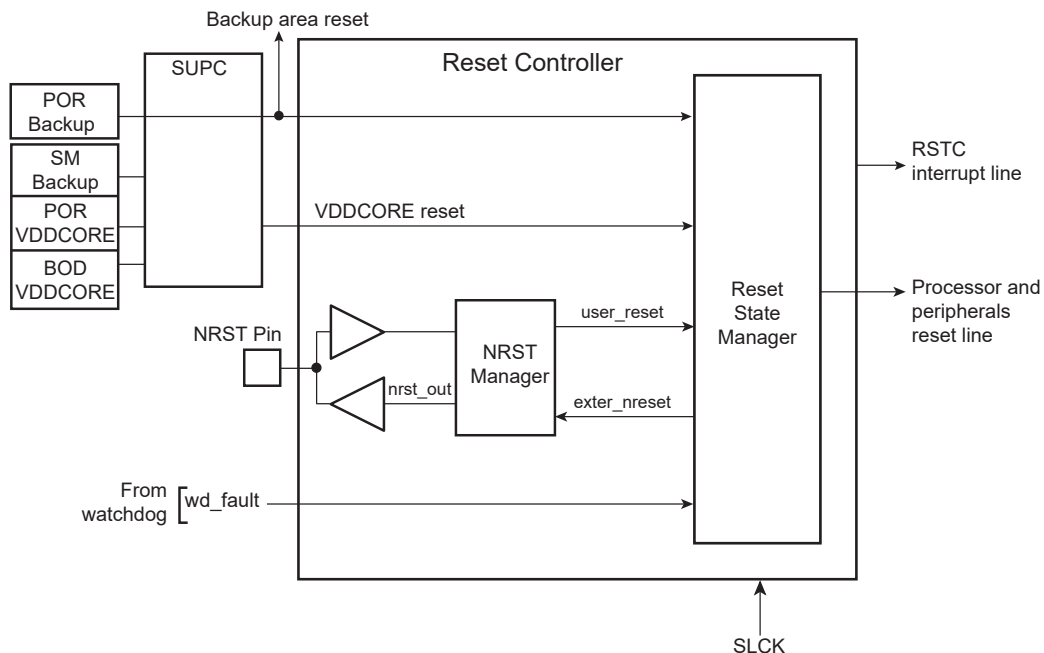 Backup area reset
SUPC
Reset Controller
POR
Backup
SM
Backup
POR
VDDCORE
BOD
VDDCORE
RSTC
interrupt line
VDDCORE reset
Reset
State
Manager
Processor and
peripherals
reset line
NRST Pin
NRST
Manager
user_reset
nrst_out
exter_nreset
From
watchdog
wd_fault
SLCK